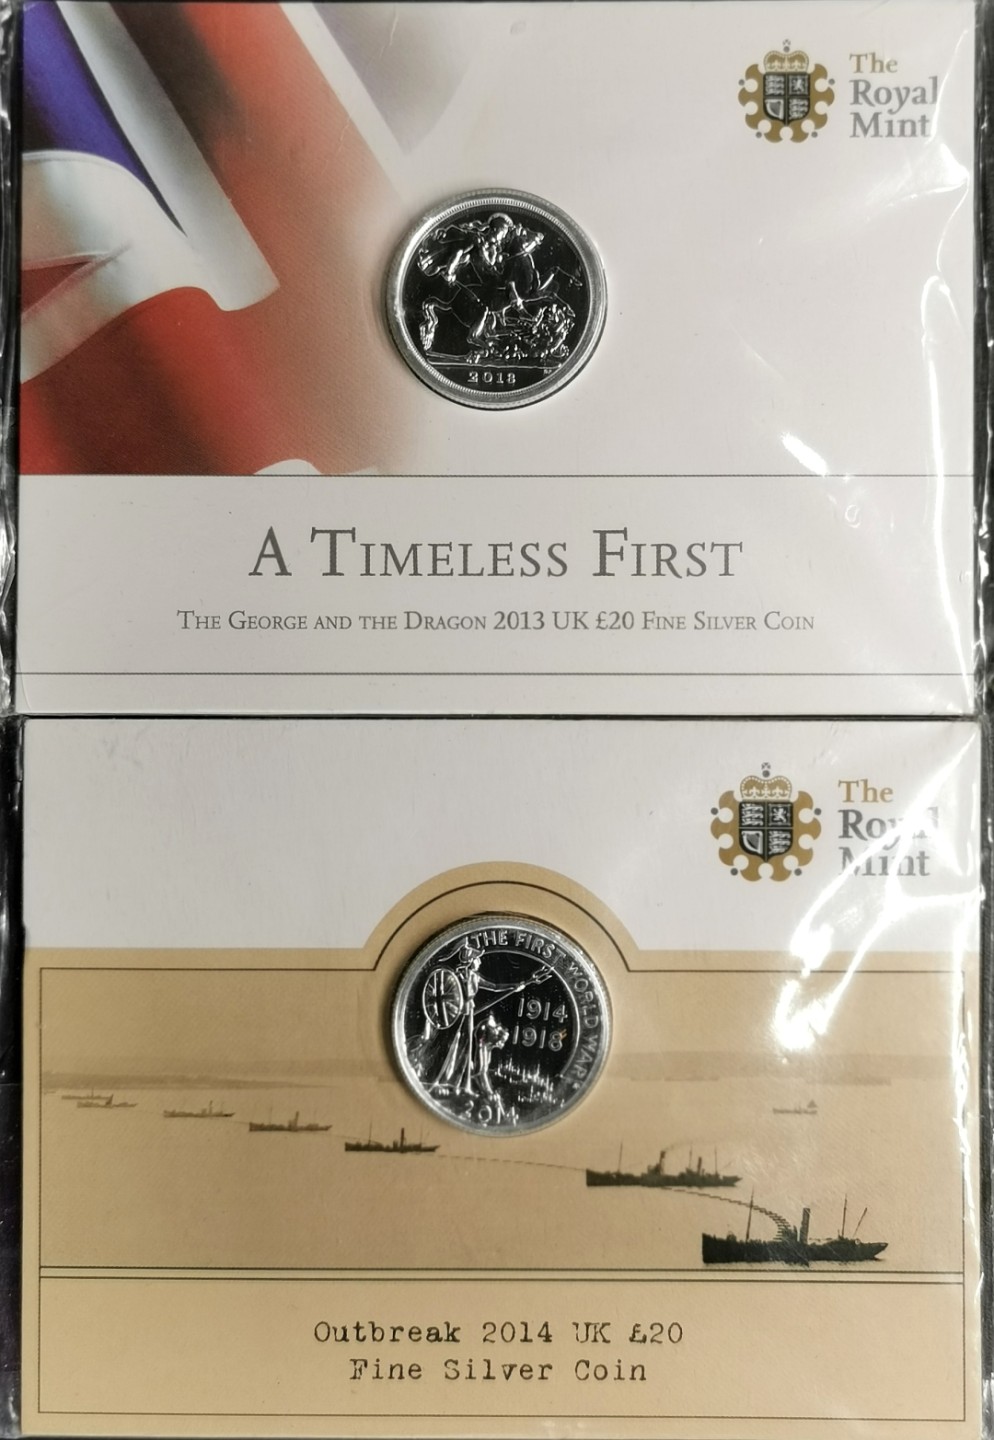 The
Royal
Mint
2013
A TIMELESS FIRST
THE GEORGE AND THE DRAGON 2013 UK £20 FINE SILVER COIN
The
Royal
Mint
THE FIRST WORLD WAR
1914
1918
2014
Outbreak 2014 UK £20
Fine Silver Coin